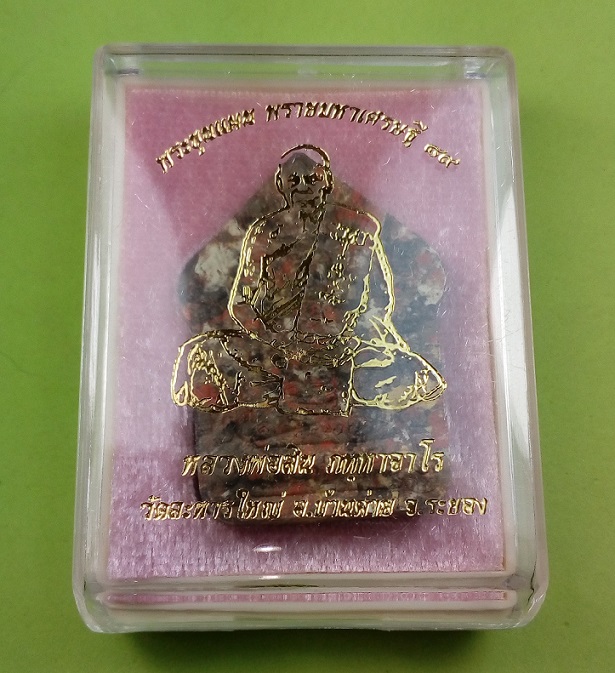 พระขุนแผน พรายมหาเศรษฐี ๘๙
หลวงพ่อสิน ภทฺทาจาโร
วัดละหารใหญ่ อ.บ้านค่าย จ.ระยอง